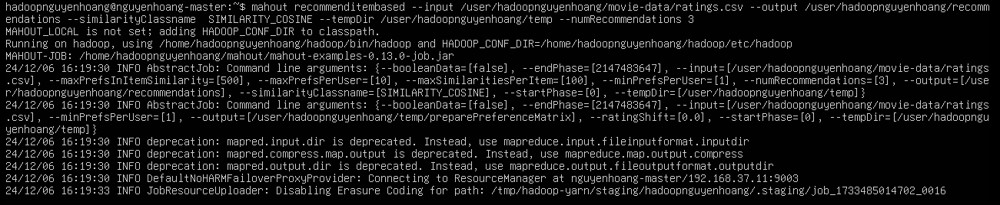 hadoopnguyenhoang@nguyenhoang-master:~$ mahout recommenditembased --input /user/hadoopnguyenhoang/movie-data/ratings.csv --output /user/hadoopnguyenhoang/recomm
endations --similarityClassname  SIMILARITY_COSINE --tempDir /user/hadoopnguyenhoang/temp --numRecommendations 3
MAHOUT_LOCAL is not set; adding HADOOP_CONF_DIR to classpath.
Running on hadoop, using /home/hadoopnguyenhoang/hadoop/bin/hadoop and HADOOP_CONF_DIR=/home/hadoopnguyenhoang/hadoop/etc/hadoop
MAHOUT-JOB: /home/hadoopnguyenhoang/mahout/mahout-examples-0.13.0-job.jar
24/12/06 16:19:30 INFO AbstractJob: Command line arguments: {--booleanData=[false], --endPhase=[2147483647], --input=[/user/hadoopnguyenhoang/movie-data/ratings
.csv], --maxPrefsInItemSimilarity=[500], --maxPrefsPerUser=[10], --maxSimilaritiesPerItem=[100], --minPrefsPerUser=[1], --numRecommendations=[3], --output=[/use
r/hadoopnguyenhoang/recommendations], --similarityClassname=[SIMILARITY_COSINE], --startPhase=[0], --tempDir=[/user/hadoopnguyenhoang/temp]}
24/12/06 16:19:30 INFO AbstractJob: Command line arguments: {--booleanData=[false], --endPhase=[2147483647], --input=[/user/hadoopnguyenhoang/movie-data/ratings
.csv], --minPrefsPerUser=[1], --output=[/user/hadoopnguyenhoang/temp/preparePreferenceMatrix], --ratingShift=[0.0], --startPhase=[0], --tempDir=[/user/hadoopngu
yenhoang/temp]}
24/12/06 16:19:30 INFO deprecation: mapred.input.dir is deprecated. Instead, use mapreduce.input.fileinputformat.inputdir
24/12/06 16:19:30 INFO deprecation: mapred.compress.map.output is deprecated. Instead, use mapreduce.map.output.compress
24/12/06 16:19:30 INFO deprecation: mapred.output.dir is deprecated. Instead, use mapreduce.output.fileoutputformat.outputdir
24/12/06 16:19:30 INFO DefaultNoHARMFailoverProxyProvider: Connecting to ResourceManager at nguyenhoang-master/192.168.37.11:9003
24/12/06 16:19:33 INFO JobResourceUploader: Disabling Erasure Coding for path: /tmp/hadoop-yarn/staging/hadoopnguyenhoang/.staging/job_1733485014702_0016